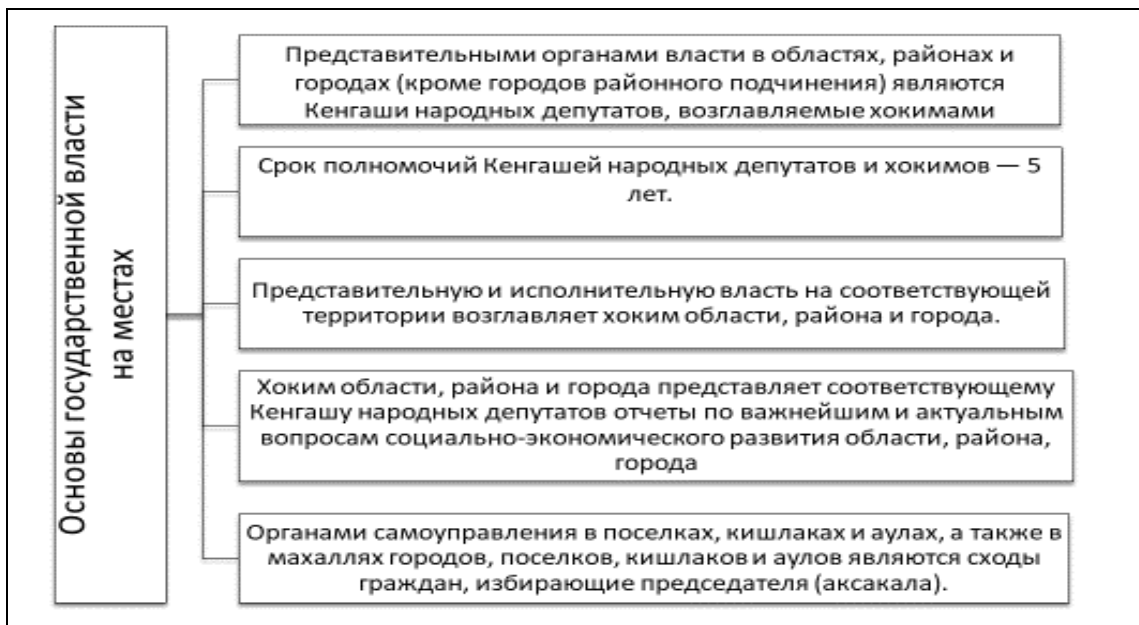 Основы государственной власти
на местах
Представительными органами власти в областях, районах и
городах (кроме городов районного подчинения) являются
Кенгаши народных депутатов, возглавляемые хокимами
Срок полномочий Кенгашей народных депутатов и хокимов — 5
лет.
Представительную и исполнительную власть на соответствующей
территории возглавляет хоким области, района и города.
Хоким области, района и города представляет соответствующему
Кенгашу народных депутатов отчеты по важнейшим и актуальным
вопросам социально-экономического развития области, района,
города
Органами самоуправления в поселках, кишлаках и аулах, а также в
махаллях городов, поселков, кишлаков и аулов являются сходы
граждан, избирающие председателя (аксакала).